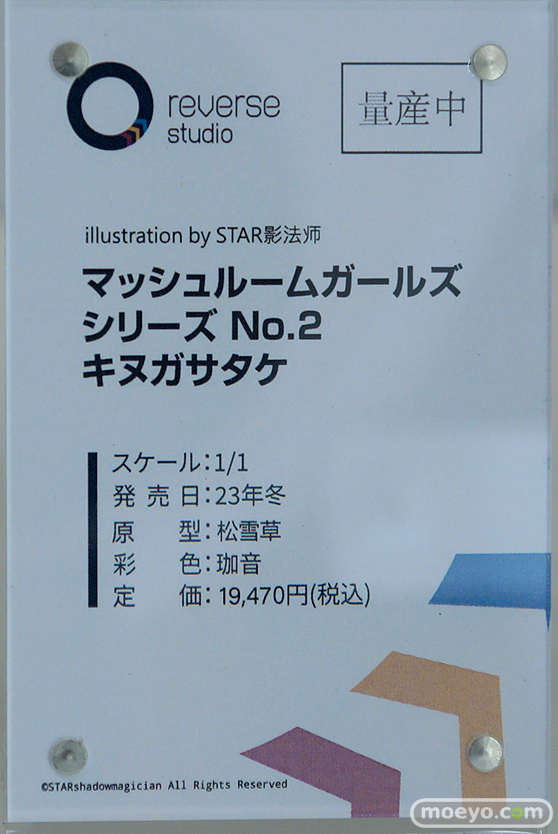 reverse
studio
量産中
illustration by STAR影法师
マッシュルームガールズ
シリーズ No.2
キヌガサタケ
スケール:1/1
発売日:23年冬
原型:松雪草
彩色:珈音
定価:19,470円(税込)
©STARshadowmagician All Rights Reserved
moeyo.com